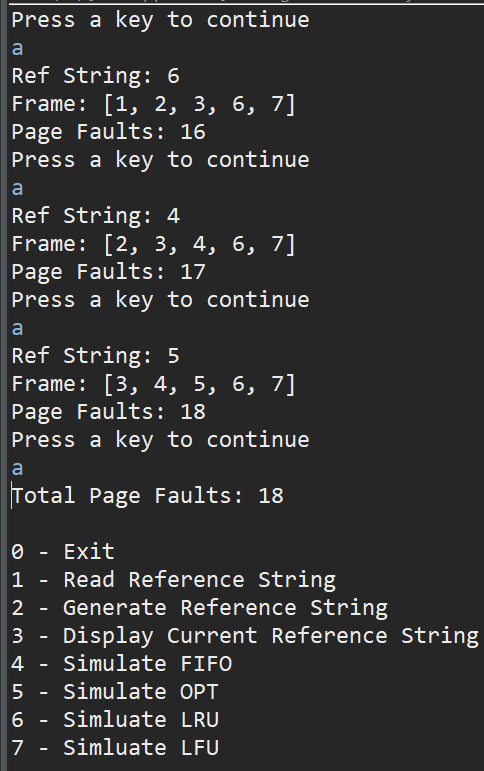 Press a key to continue
a
Ref String: 6
Frame: [1, 2, 3, 6, 7]
Page Faults: 16
Press a key to continue
a
Ref String: 4
Frame: [2, 3, 4, 6, 7]
Page Faults: 17
Press a key to continue
a
Ref String: 5
Frame: [3, 4, 5, 6, 7]
Page Faults: 18
Press a key to continue
a
Total Page Faults: 18
0 - Exit
1 - Read Reference String
2 - Generate Reference String
3 - Display Current Reference String
4 - Simulate FIFO
5 - Simulate OPT
6 - Simluate LRU
7 - Simluate LFU